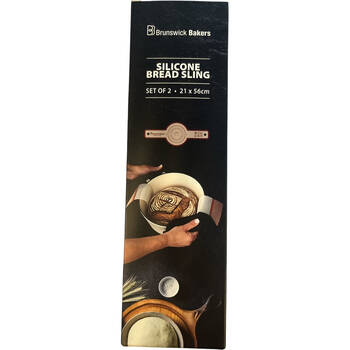 Brunswick Bakers
SILICONE
BREAD SLING
SET OF 2 • 21 x 56cm